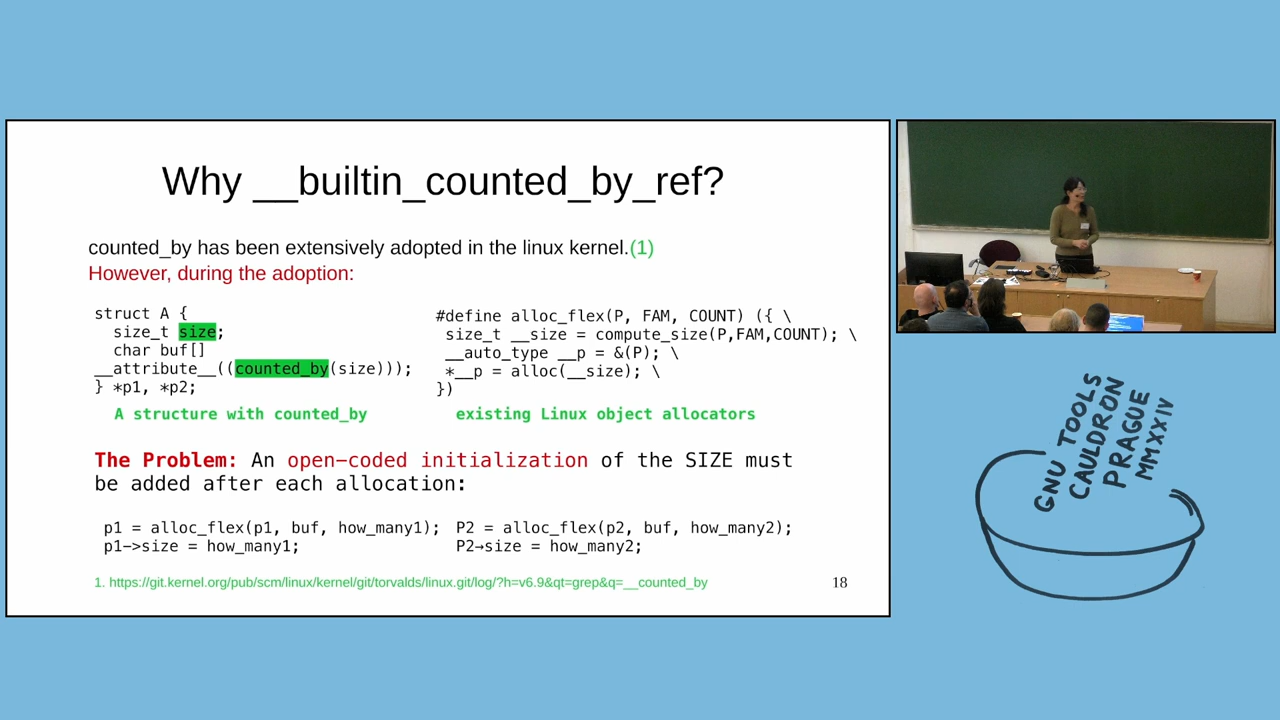 Why __builtin_counted_by_ref?
counted_by has been extensively adopted in the linux kernel.(1)
However, during the adoption:
struct A {
size_t size;
char buf[]
__attribute__((counted_by(size)));
} *p1, *p2;
A structure with counted_by
#define alloc_flex(P, FAM, COUNT) ({ \
size_t __size = compute_size(P,FAM,COUNT); \
__auto_type __p = &(P); \
*__p = alloc(__size); \
})
existing Linux object allocators
The Problem: An open-coded initialization of the SIZE must
be added after each allocation:
p1 = alloc_flex(p1, buf, how_many1);
p1->size = how_many1;
P2 = alloc_flex(p2, buf, how_many2);
P2→size = how_many2;
1. https://git.kernel.org/pub/scm/linux/kernel/git/torvalds/linux.git/log/?h=v6.9&qt=grep&q=__counted_by
18
GNU TOOLS
CAULDRON
PRAGUE
MMXXIV